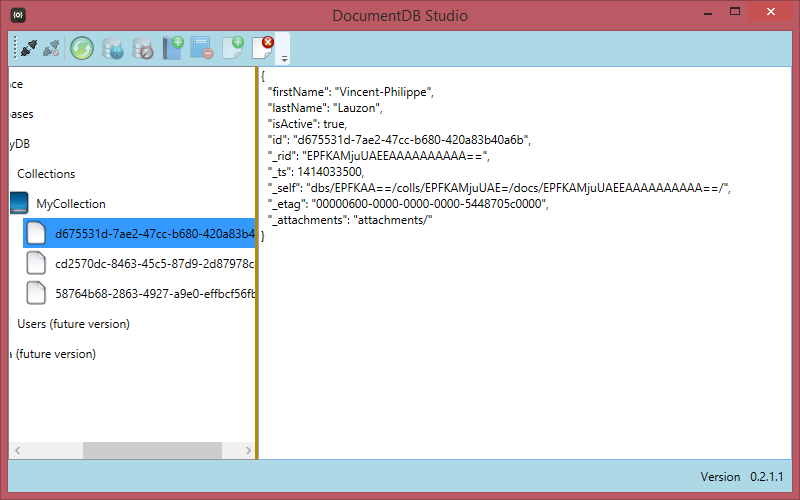 DocumentDB Studio
ce
bases
yDB
Collections
MyCollection
d675531d-7ae2-47cc-b680-420a83b4
cd2570dc-8463-45c5-87d9-2d87978c
58764b68-2863-4927-a9e0-effbcf56fb
Users (future version)
a (future version)
{
"firstName": "Vincent-Philippe",
"lastName": "Lauzon",
"isActive": true,
"id": "d675531d-7ae2-47cc-b680-420a83b40a6b",
"_rid": "EPFKAMjuUAEEAAAAAAAAAA==",
"_ts": 1414033500,
"_self": "dbs/EPFKAA==/colls/EPFKAMjuUAE=/docs/EPFKAMjuUAEEAAAAAAAAAA==/",
"_etag": "00000600-0000-0000-0000-5448705c0000",
"_attachments": "attachments/"
}
Version 0.2.1.1